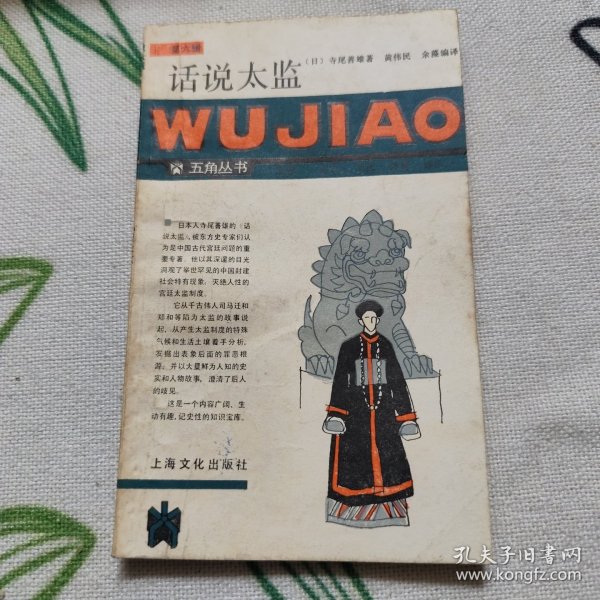 第六辑
话说太监
(日)寺尾善雄著 黄伟民 余藤编译
WUJIAO
五角丛书
日本人寺尾善雄的《话
说太监》,被东方史专家们认
为是中国古代宫廷问题的重
要专著。他以其深邃的目光
洞观了举世罕见的中国封建
社会特有现象:灭绝人性的
宫廷太监制度。
它从千古伟人司马迁和
郑和等陷为太监的故事说
起,从产生太监制度的特殊
气候和生活土壤着手分析,
发掘出表象后面的罪恶根
源;并以大量鲜为人知的史
实和人物故事,澄清了后人
的歧见。
这是一个内容广阔、生
动有趣、记史性的知识宝库。
上海文化出版社
孔夫子旧书网
www.kongfz.com